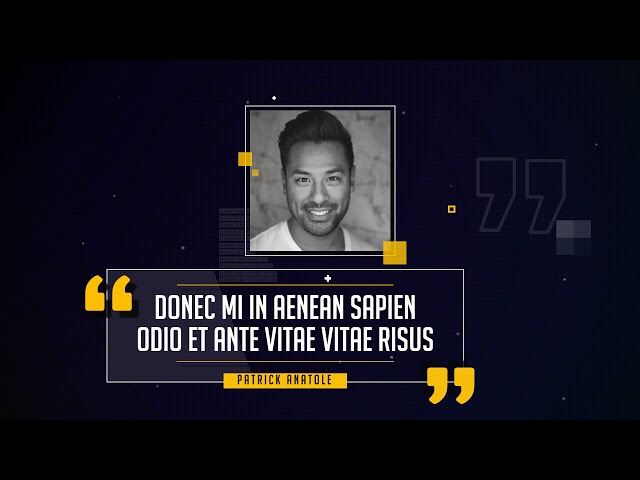 DONEC MI IN AENEAN SAPIEN
ODIO ET ANTE VITAE VITAE RISUS
PATRICK ANATOLE